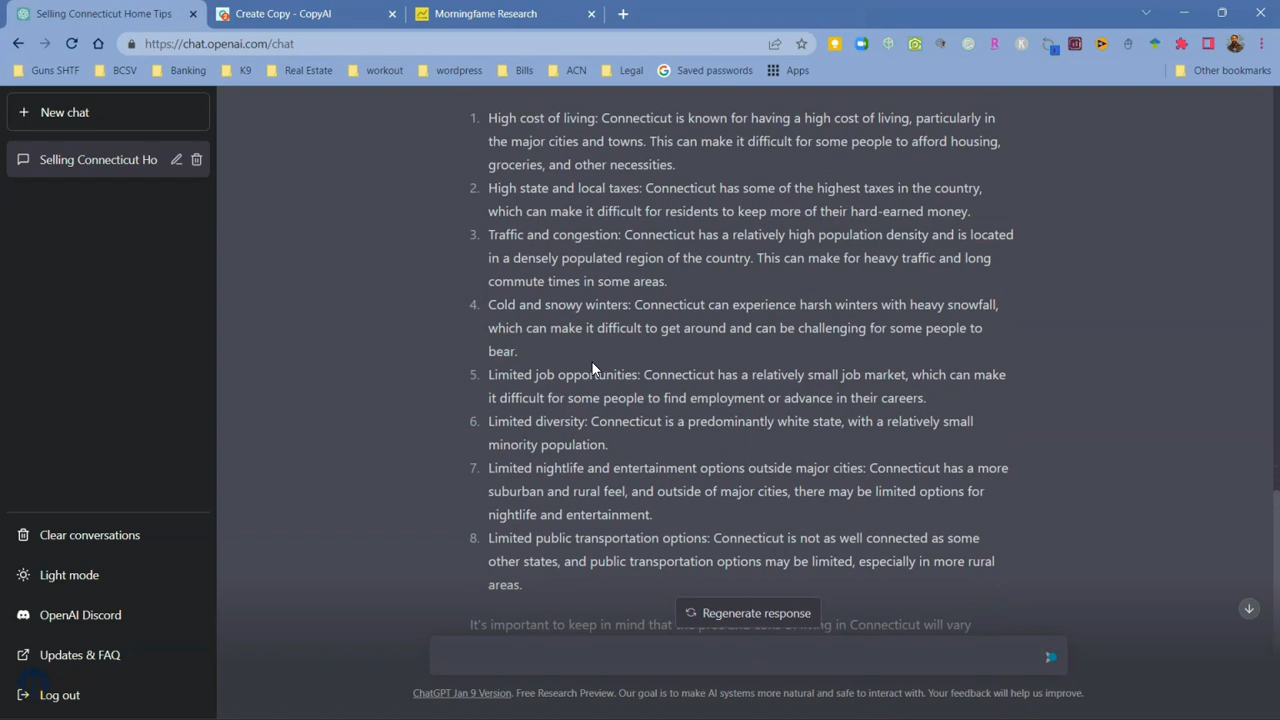 Selling Connecticut Home Tips
Create Copy - CopyAI
Morningfame Research
https://chat.openai.com/chat
Guns SHTF
BCSV
Banking
K9
Real Estate
workout
wordpress
Bills
ACN
Legal
Saved passwords
Apps
Other bookmarks
New chat
Selling Connecticut Ho
1. High cost of living: Connecticut is known for having a high cost of living, particularly in
the major cities and towns. This can make it difficult for some people to afford housing,
groceries, and other necessities.
2. High state and local taxes: Connecticut has some of the highest taxes in the country,
which can make it difficult for residents to keep more of their hard-earned money.
3. Traffic and congestion: Connecticut has a relatively high population density and is located
in a densely populated region of the country. This can make for heavy traffic and long
commute times in some areas.
4. Cold and snowy winters: Connecticut can experience harsh winters with heavy snowfall,
which can make it difficult to get around and can be challenging for some people to
bear.
5. Limited job opportunities: Connecticut has a relatively small job market, which can make
it difficult for some people to find employment or advance in their careers.
6. Limited diversity: Connecticut is a predominantly white state, with a relatively small
minority population.
7. Limited nightlife and entertainment options outside major cities: Connecticut has a more
suburban and rural feel, and outside of major cities, there may be limited options for
nightlife and entertainment.
8. Limited public transportation options: Connecticut is not as well connected as some
other states, and public transportation options may be limited, especially in more rural
areas.
It's important to keep in mind that the pros and cons of living in Connecticut will vary
Regenerate response
Clear conversations
Light mode
OpenAI Discord
Updates & FAQ
Log out
ChatGPT Jan 9 Version. Free Research Preview. Our goal is to make AI systems more natural and safe to interact with. Your feedback will help us improve.